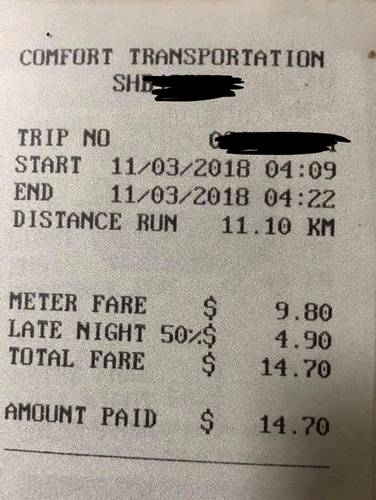 COMFORT TRANSPORTATION
TRIP NO
START 11/03/2018 04:09
END 11/03/2018 04:22
DISTANCE RUN 11.10 KM
METER FARE $ 9.80
LATE NIGHT 50%$ 4.90
TOTAL FARE $ 14.70
AMOUNT PAID $ 14.70